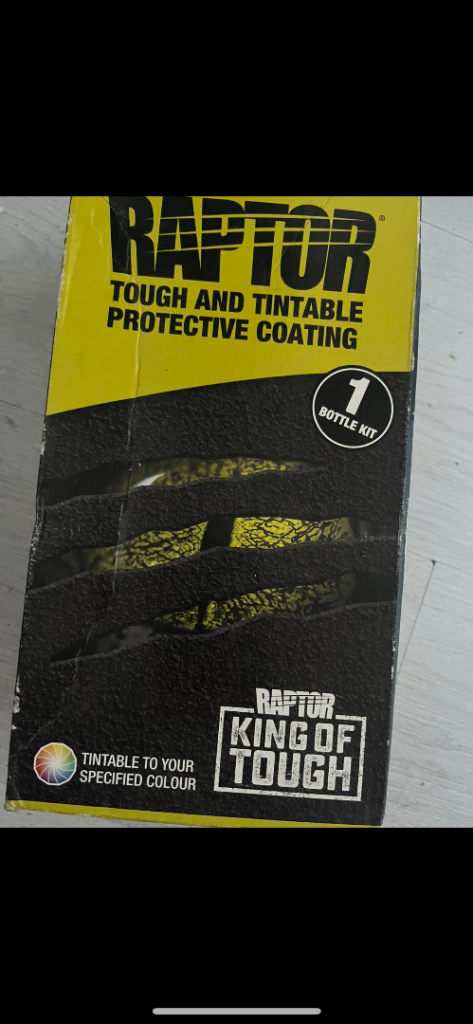 RAPTOR®
TOUGH AND TINTABLE
PROTECTIVE COATING
1
BOTTLE KIT
RAPTOR
KING OF
TOUGH
TINTABLE TO YOUR
SPECIFIED COLOUR